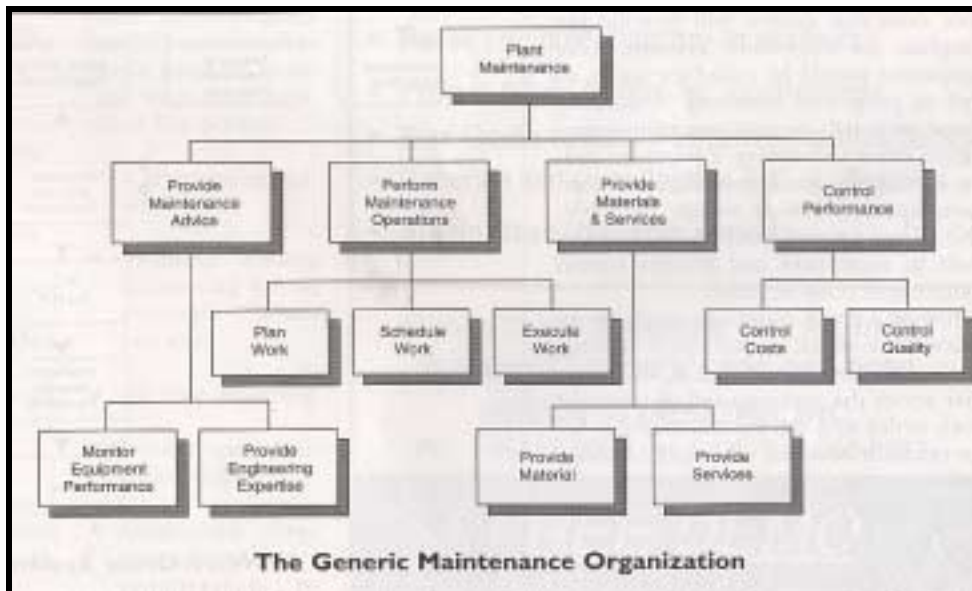 Plant
Maintenance
Provide
Maintenance
Advice
Perform
Maintenance
Operations
Provide
Materials
& Services
Control
Performance
Plan
Work
Schedule
Work
Execute
Work
Control
Costs
Control
Quality
Monitor
Equipment
Performance
Provide
Engineering
Expertise
Provide
Material
Provide
Services
The Generic Maintenance Organization